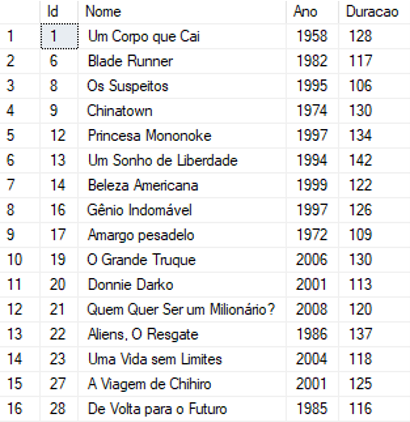 Id Nome Ano Duracao
1 1 Um Corpo que Cai 1958 128
2 6 Blade Runner 1982 117
3 8 Os Suspeitos 1995 106
4 9 Chinatown 1974 130
5 12 Princesa Mononoke 1997 134
6 13 Um Sonho de Liberdade 1994 142
7 14 Beleza Americana 1999 122
8 16 Gênio Indomável 1997 126
9 17 Amargo pesadelo 1972 109
10 19 O Grande Truque 2006 130
11 20 Donnie Darko 2001 113
12 21 Quem Quer Ser um Milionário? 2008 120
13 22 Aliens, O Resgate 1986 137
14 23 Uma Vida sem Limites 2004 118
15 27 A Viagem de Chihiro 2001 125
16 28 De Volta para o Futuro 1985 116